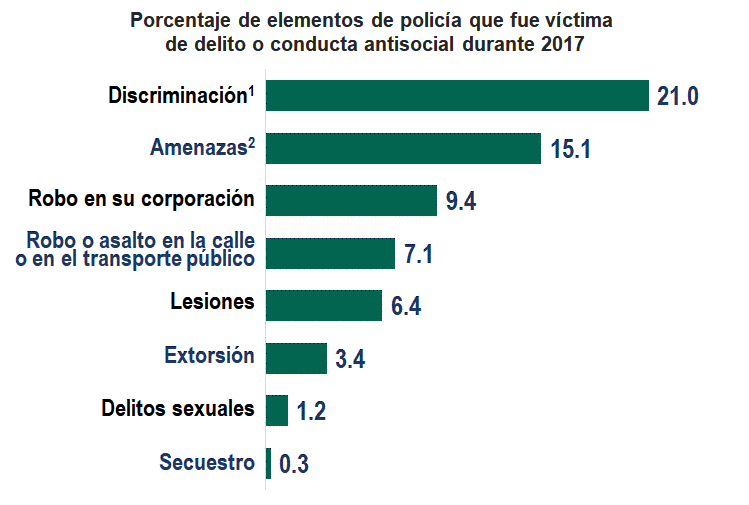 Porcentaje de elementos de policía que fue víctima
de delito o conducta antisocial durante 2017
Discriminación¹ 21.0
Amenazas² 15.1
Robo en su corporación 9.4
Robo o asalto en la calle
o en el transporte público 7.1
Lesiones 6.4
Extorsión 3.4
Delitos sexuales 1.2
Secuestro 0.3